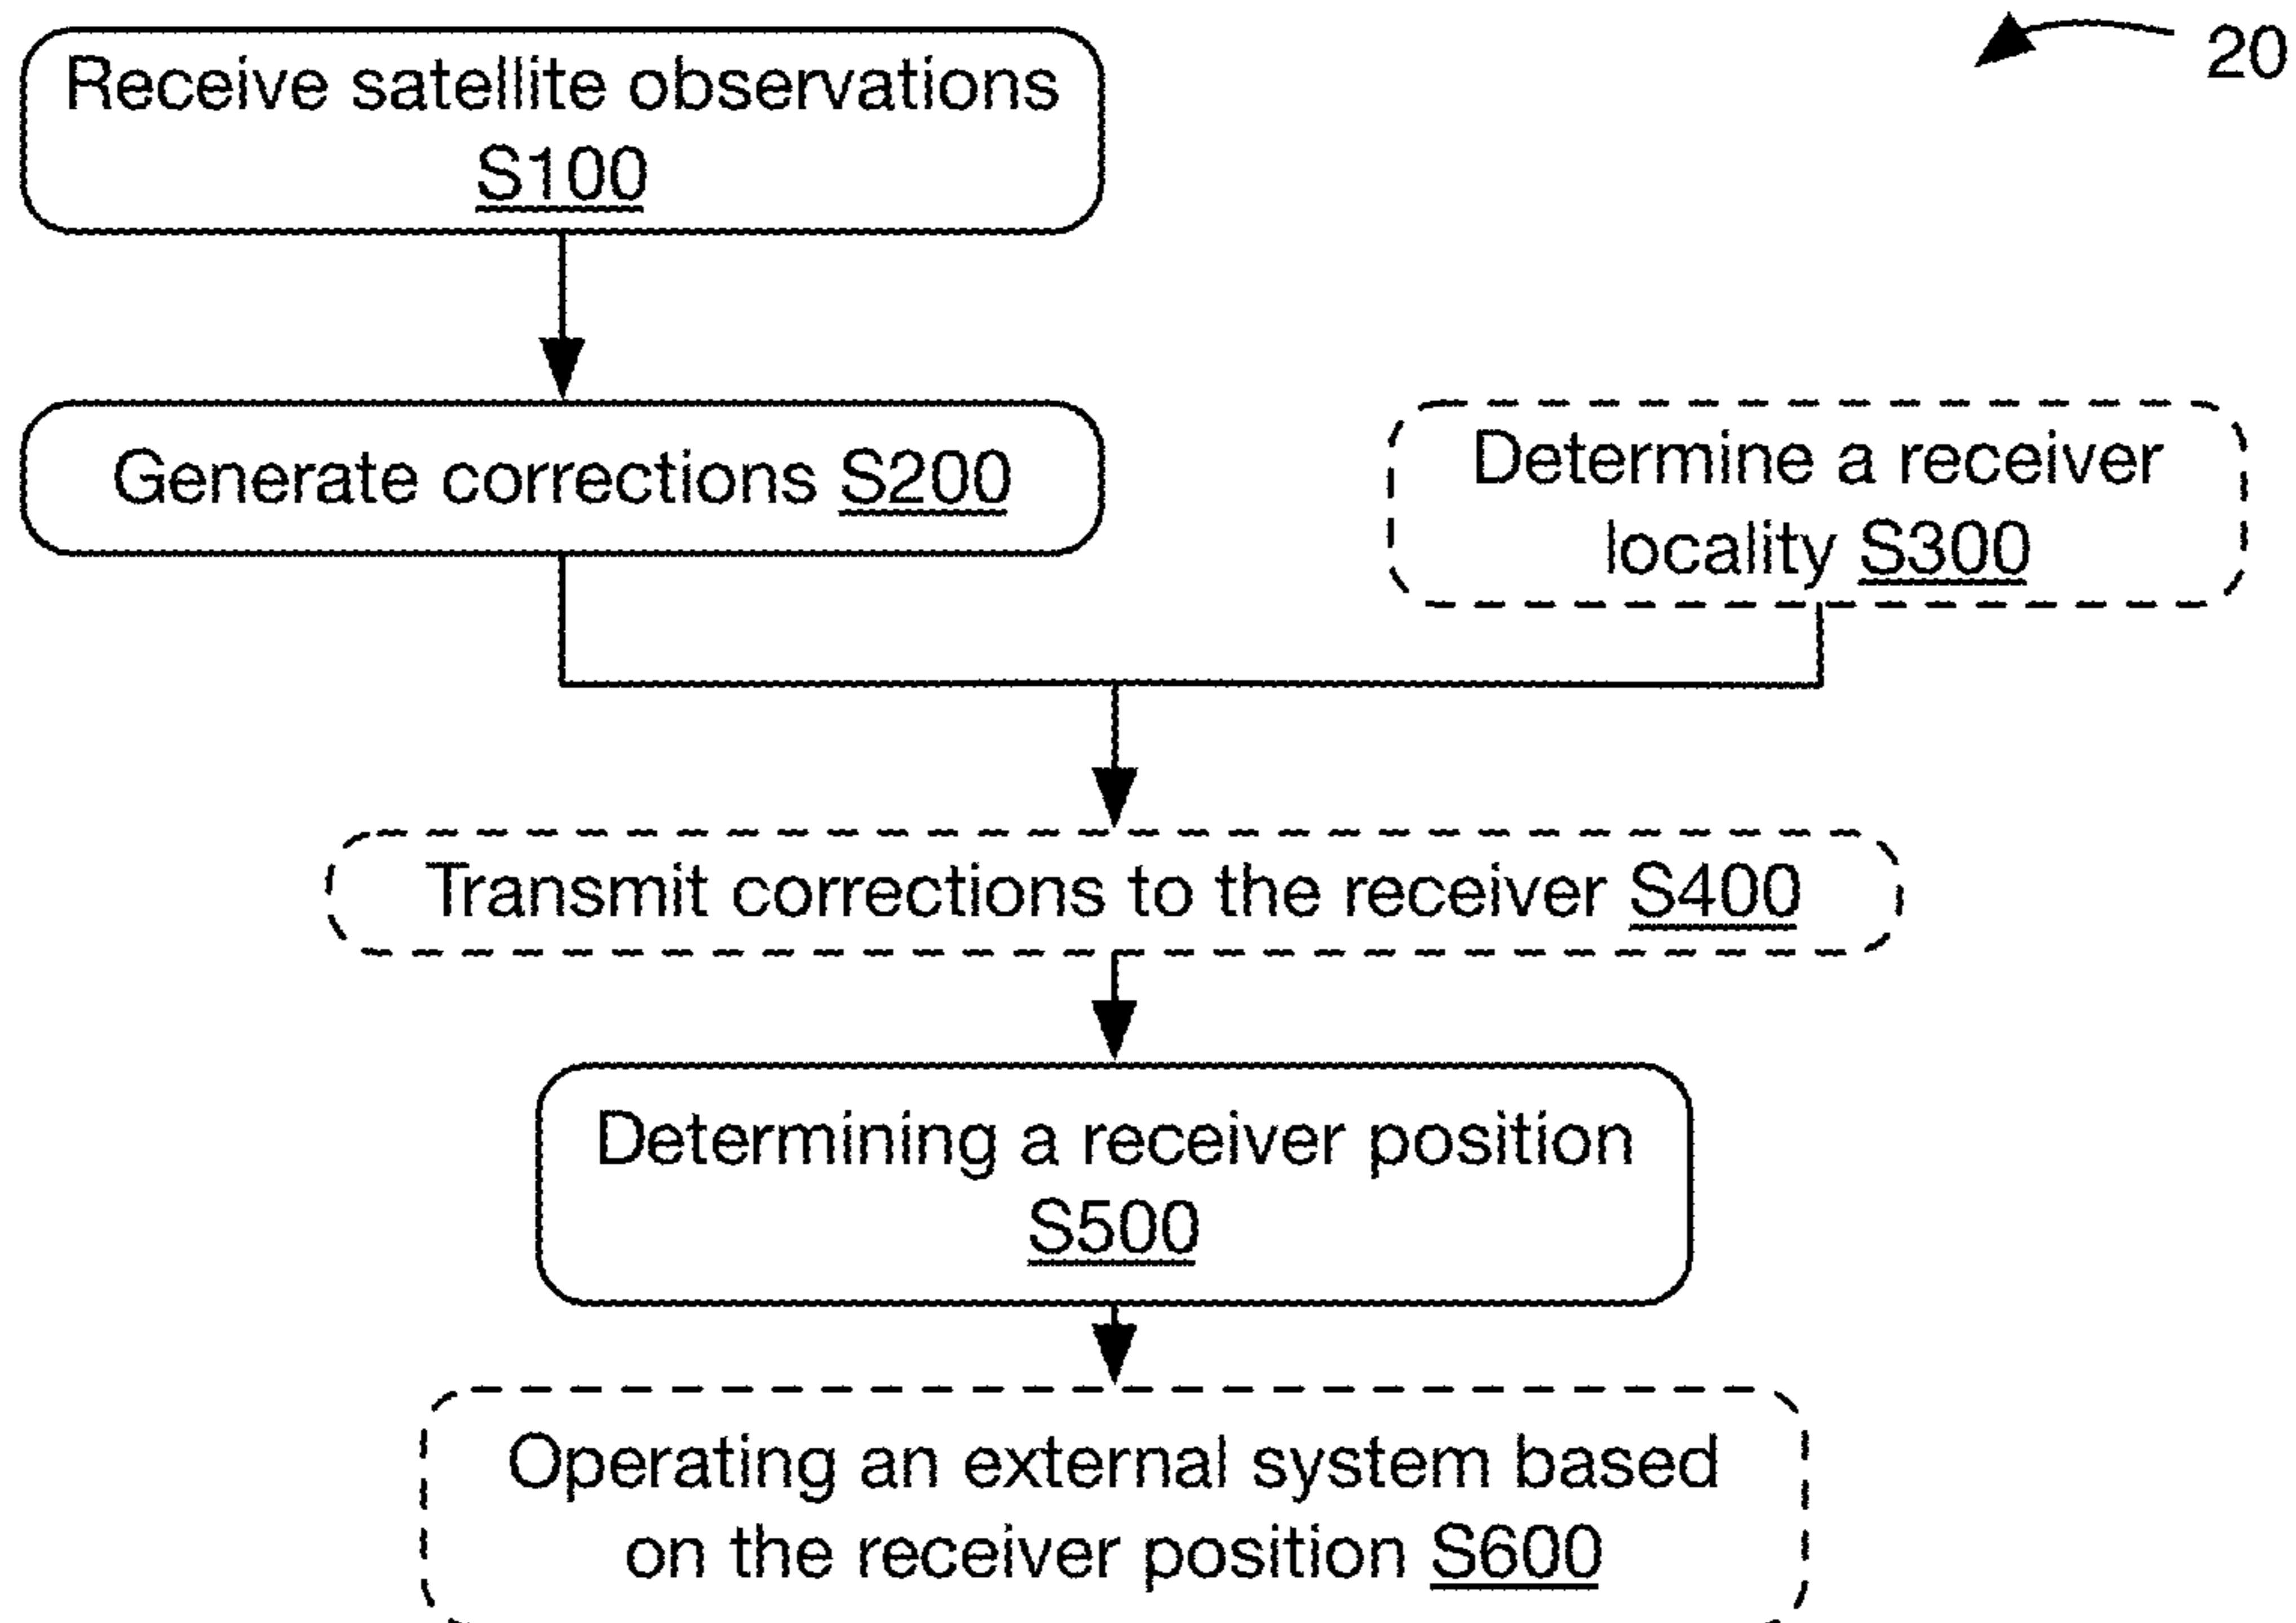 20
Receive satellite observations
S100
Generate corrections S200
Determine a receiver
locality S300
Transmit corrections to the receiver S400
Determining a receiver position
S500
Operating an external system based
on the receiver position S600